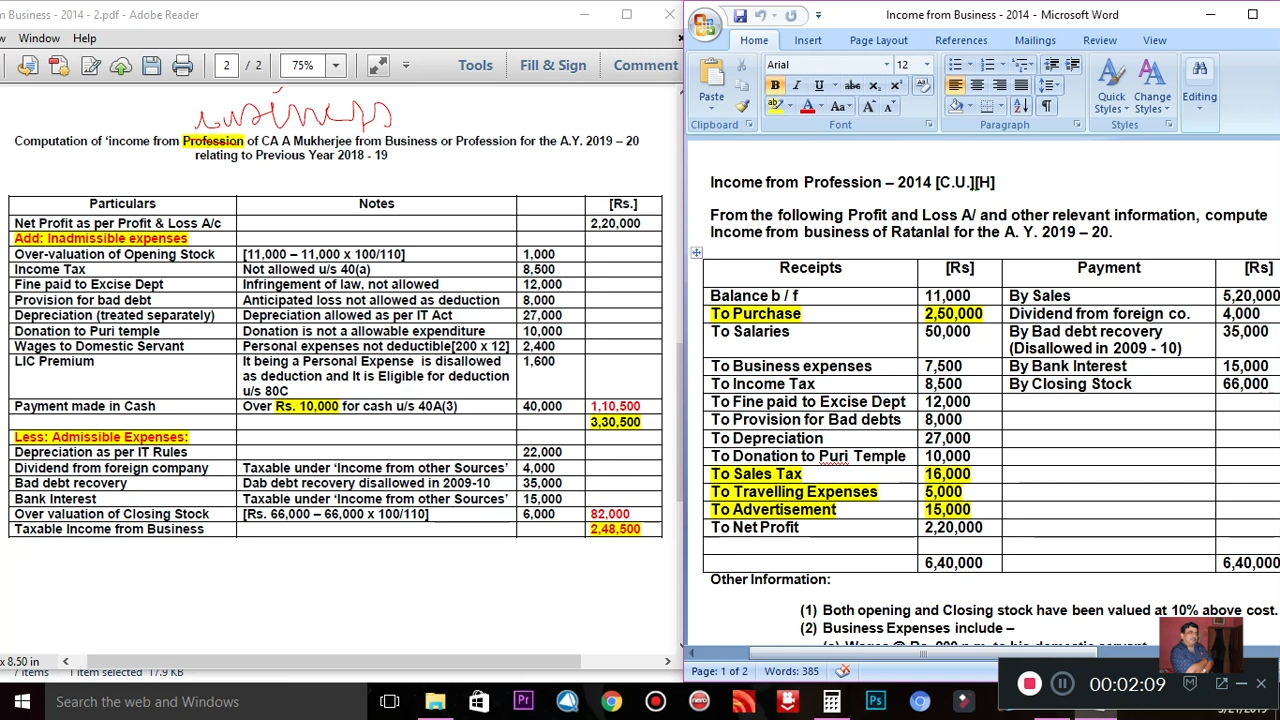 m Business - 2014 - 2.pdf - Adobe Reader
Window Help
2 / 2 75% Tools Fill & Sign Comment
Business
Computation of ‘income from Profession of CA A Mukherjee from Business or Profession for the A.Y. 2019 – 20
relating to Previous Year 2018 - 19
Particulars Notes [Rs.]
Net Profit as per Profit & Loss A/c 2,20,000
Add: Inadmissible expenses
Over-valuation of Opening Stock [11,000 – 11,000 x 100/110] 1,000
Income Tax Not allowed u/s 40(a) 8,500
Fine paid to Excise Dept Infringement of law, not allowed 12,000
Provision for bad debt Anticipated loss not allowed as deduction 8,000
Depreciation (treated separately) Depreciation allowed as per IT Act 27,000
Donation to Puri temple Donation is not a allowable expenditure 10,000
Wages to Domestic Servant Personal expenses not deductible[200 x 12] 2,400
LIC Premium It being a Personal Expense is disallowed 1,600
as deduction and It is Eligible for deduction
u/s 80C
Payment made in Cash Over Rs. 10,000 for cash u/s 40A(3) 40,000 1,10,500
3,30,500
Less: Admissible Expenses:
Depreciation as per IT Rules 22,000
Dividend from foreign company Taxable under ‘Income from other Sources’ 4,000
Bad debt recovery Dab debt recovery disallowed in 2009-10 35,000
Bank Interest Taxable under ‘Income from other Sources’ 15,000
Over valuation of Closing Stock [Rs. 66,000 – 66,000 x 100/110] 6,000 82,000
Taxable Income from Business 2,48,500
x 8.50 in
7 items 1 item selected 17.9 KB
Income from Business - 2014 - Microsoft Word
Home Insert Page Layout References Mailings Review View
Paste Arial 12 Quick Styles Change Styles Editing
Clipboard Font Paragraph Styles
Income from Profession – 2014 [C.U.][H]
From the following Profit and Loss A/ and other relevant information, compute
Income from business of Ratanlal for the A. Y. 2019 – 20.
Receipts [Rs] Payment [Rs]
Balance b / f 11,000 By Sales 5,20,000
To Purchase 2,50,000 Dividend from foreign co. 4,000
To Salaries 50,000 By Bad debt recovery 35,000
(Disallowed in 2009 - 10)
To Business expenses 7,500 By Bank Interest 15,000
To Income Tax 8,500 By Closing Stock 66,000
To Fine paid to Excise Dept 12,000
To Provision for Bad debts 8,000
To Depreciation 27,000
To Donation to Puri Temple 10,000
To Sales Tax 16,000
To Travelling Expenses 5,000
To Advertisement 15,000
To Net Profit 2,20,000
6,40,000 6,40,000
Other Information:
(1) Both opening and Closing stock have been valued at 10% above cost.
(2) Business Expenses include –
Page: 1 of 2 Words: 385
00:02:09
Search the web and Windows